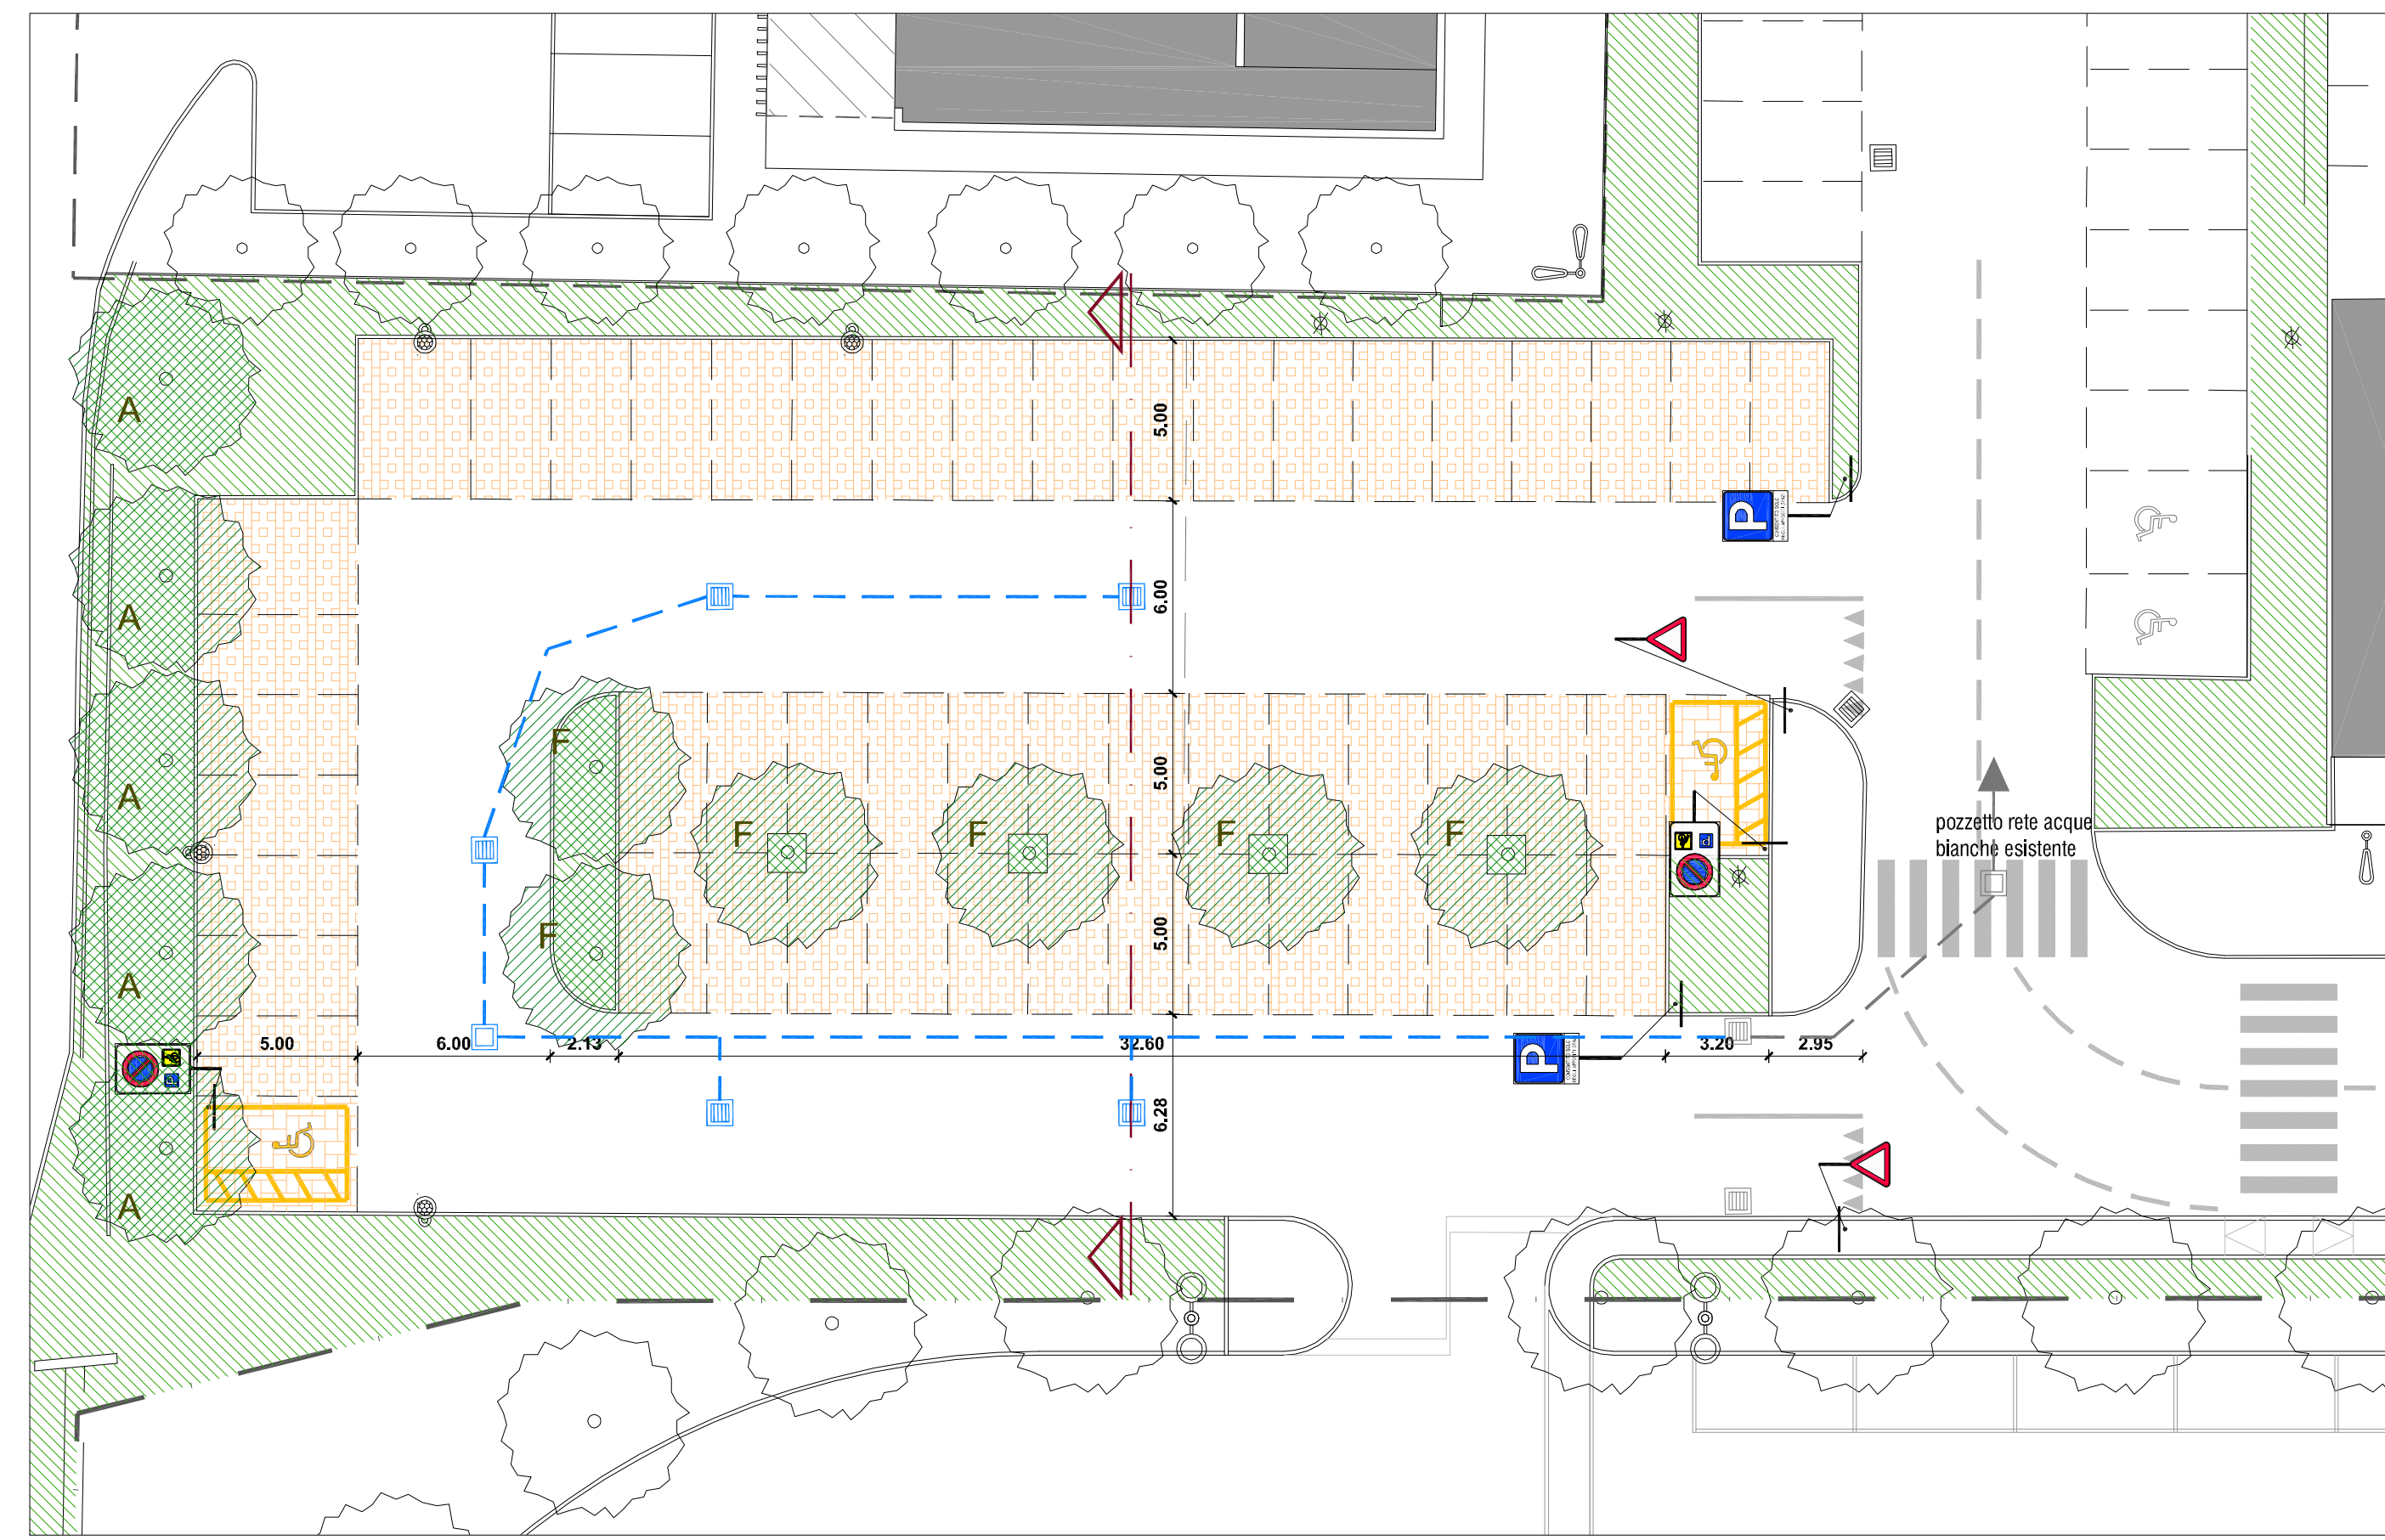 A
5.00
P
A
6.00
F
5.00
A
F
F
F
F
pozzetto rete acque
bianche esistente
F
5.00
A
5.00
6.00
2.13
32.60
3.20
2.95
P
6.28
A